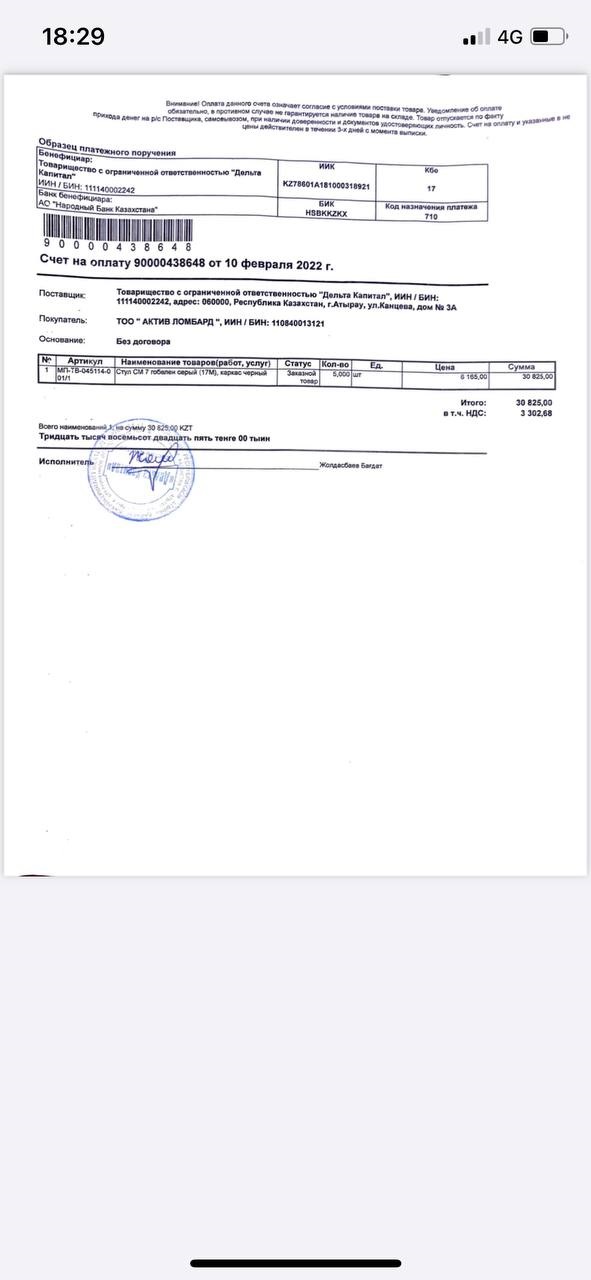 18:29
4G
Внимание! Оплата данного счета означает согласие с условиями поставки товара. Уведомление об оплате
обязательно, в противном случае не гарантируется наличие товара на складе. Товар отпускается по факту
прихода денег на р/с Поставщика, самовывозом, при наличии доверенности и документов удостоверяющих личность. Счет на оплату и указанные в не
цены действителен в течении 3-х дней с момента выписки.
Образец платежного поручения
Бенефициар: ИИК Кбе
Товарищество с ограниченной ответственностью "Дельта
Капитал" KZ78601A181000318921 17
ИИН / БИН: 111140002242
Банк бенефициара: БИК Код назначения платежа
АО "Народный Банк Казахстана" HSBKKZKX 710
9 0 0 0 0 4 3 8 6 4 8
Счет на оплату 90000438648 от 10 февраля 2022 г.
Поставщик: Товарищество с ограниченной ответственностью "Дельта Капитал", ИИН / БИН:
111140002242, адрес: 060000, Республика Казахстан, г.Атырау, ул.Канцева, дом № 3А
Покупатель: ТОО " АКТИВ ЛОМБАРД ", ИИН / БИН: 110840013121
Основание: Без договора
№ Артикул Наименование товаров(работ, услуг) Статус Кол-во Ед. Цена Сумма
1 МП-ТВ-045114-0 Стул СМ 7 гобелен серый (17М), каркас черный Заказной 5,000 шт 6 165,00 30 825,00
01/1 товар
Итого: 30 825,00
в т.ч. НДС: 3 302,68
Всего наименований 1, на сумму 30 825,00 KZT
Тридцать тысяч восемьсот двадцать пять тенге 00 тиын
Исполнитель Жолдасбаев Багдат